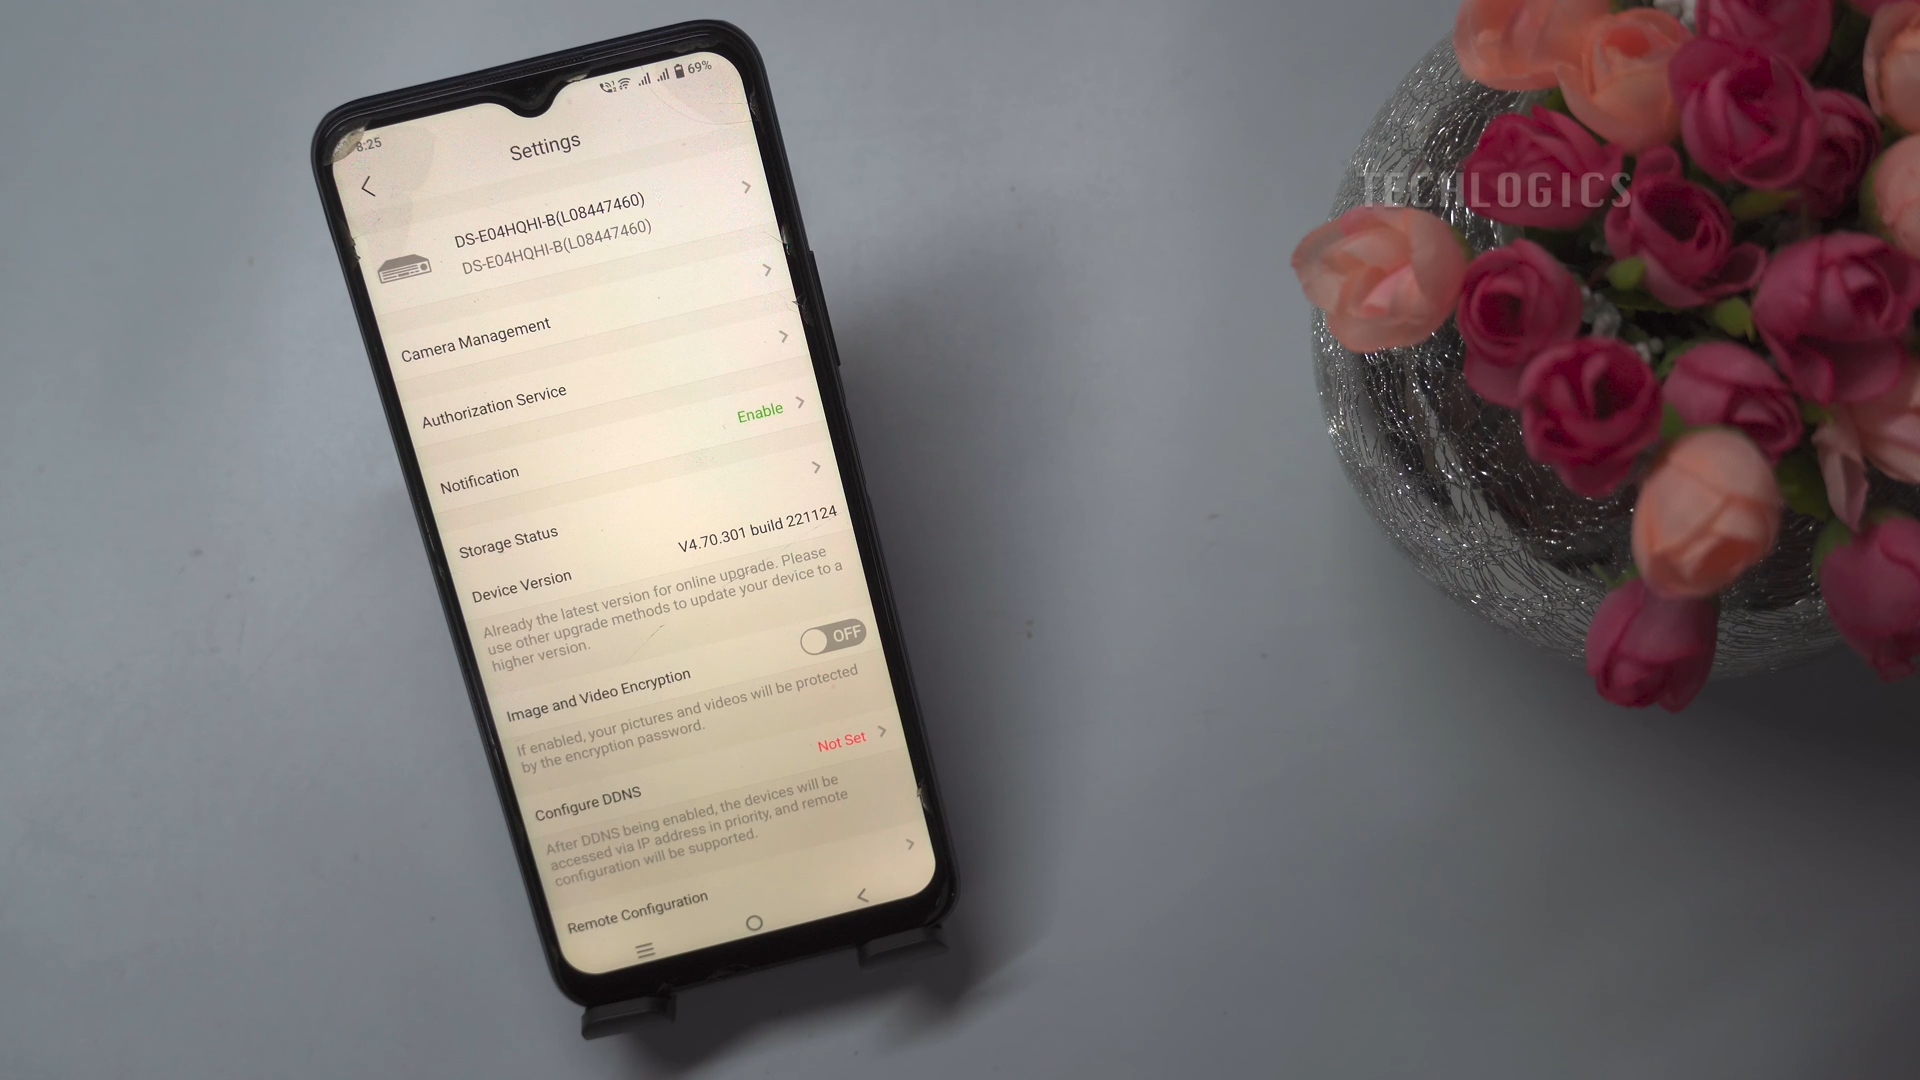 69%
8:25
Settings
DS-E04HQHI-B(L08447460)
DS-E04HQHI-B(L08447460)
Camera Management
Authorization Service
Notification
Enable
Storage Status
Device Version
V4.70.301 build 221124
Already the latest version for online upgrade. Please
use other upgrade methods to update your device to a
higher version.
Image and Video Encryption
OFF
If enabled, your pictures and videos will be protected
by the encryption password.
Configure DDNS
Not Set
After DDNS being enabled, the devices will be
accessed via IP address in priority, and remote
configuration will be supported.
Remote Configuration
TECHLOGICS